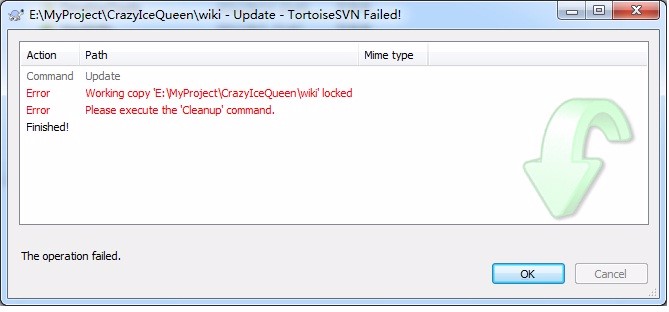 E:\MyProject\CrazyIceQueen\wiki - Update - TortoiseSVN Failed!
Action Path Mime type
Command Update
Error Working copy 'E:\MyProject\CrazyIceQueen\wiki' locked
Error Please execute the 'Cleanup' command.
Finished!
The operation failed.
OK Cancel